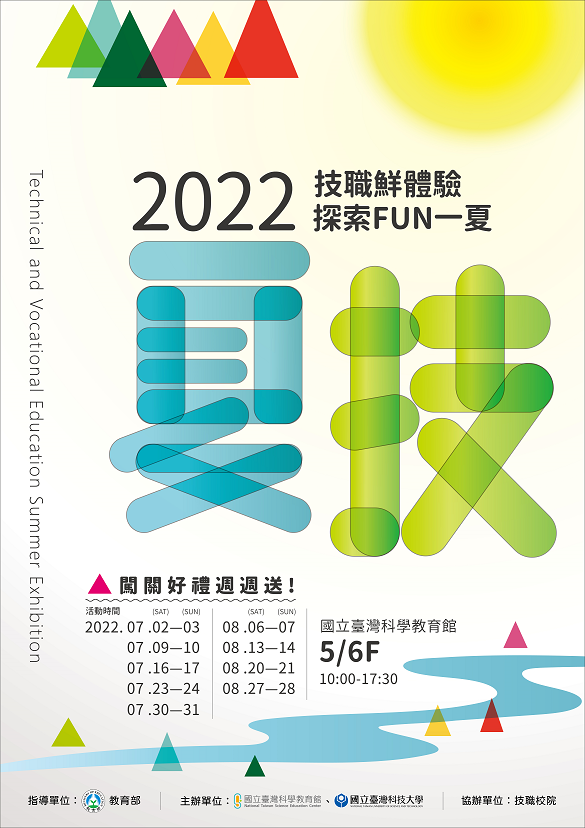 2022
技職鮮體驗
探索FUN一夏
夏技
Technical and Vocational Education Summer Exhibition
闖關好禮週週送!
活動時間
(SAT) (SUN)
2022. 07 .02—03
07 .09—10
07 .16—17
07 .23—24
07 .30—31
(SAT) (SUN)
08 .06—07
08 .13—14
08 .20—21
08 .27—28
國立臺灣科學教育館
5/6F
10:00-17:30
指導單位： 教育部
主辦單位： 國立臺灣科學教育館 、 國立臺灣科技大學
National Taiwan Science Education Center
協辦單位：技職校院